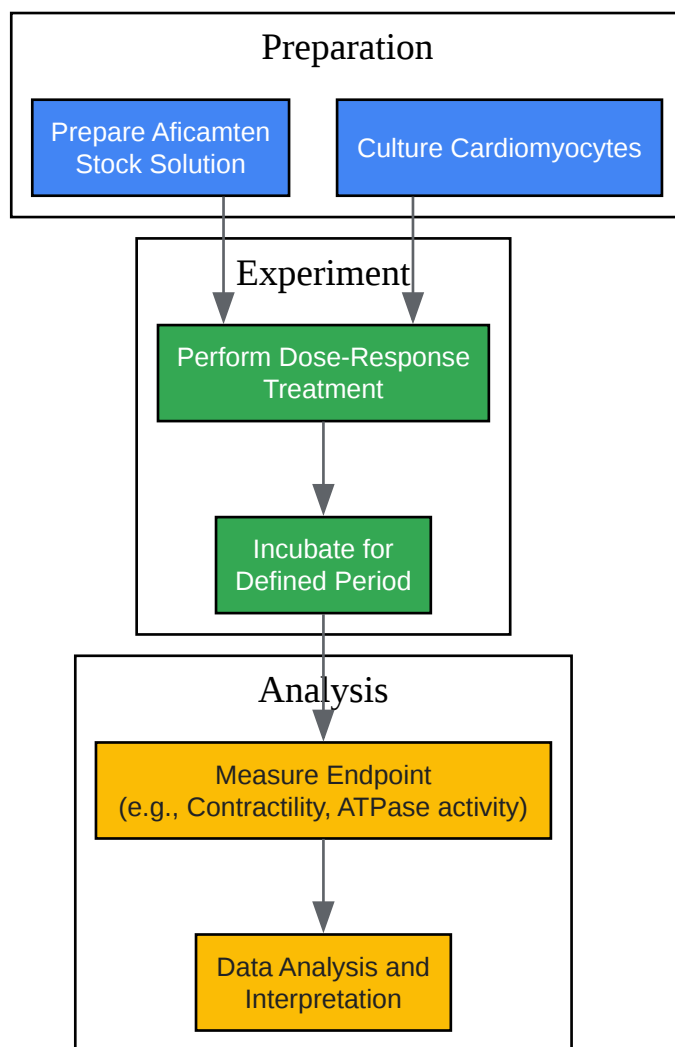 Preparation
Prepare Aficamten
Stock Solution
Culture Cardiomyocytes
Experiment
Perform Dose-Response
Treatment
Incubate for
Defined Period
Analysis
Measure Endpoint
(e.g., Contractility, ATPase activity)
Data Analysis and
Interpretation